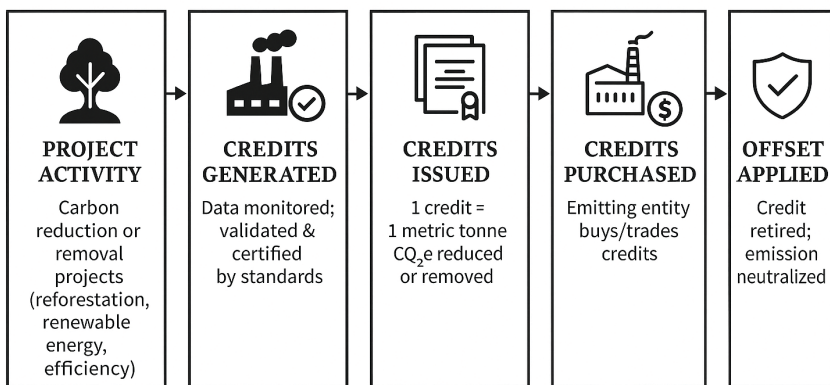 PROJECT
ACTIVITY
Carbon
reduction or
removal
projects
(reforestation,
renewable
energy,
efficiency)
CREDITS
GENERATED
Data monitored;
validated &
certified
by standards
CREDITS
ISSUED
1 credit =
1 metric tonne
CQ₂e reduced
or removed
$
CREDITS
PURCHASED
Emitting entity
buys/trades
credits
OFFSET
APPLIED
Credit
retired;
emission
neutralized